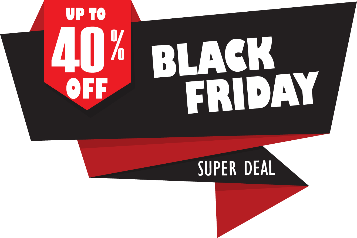 UP TO
40%
OFF
BLACK
FRIDAY
SUPER DEAL